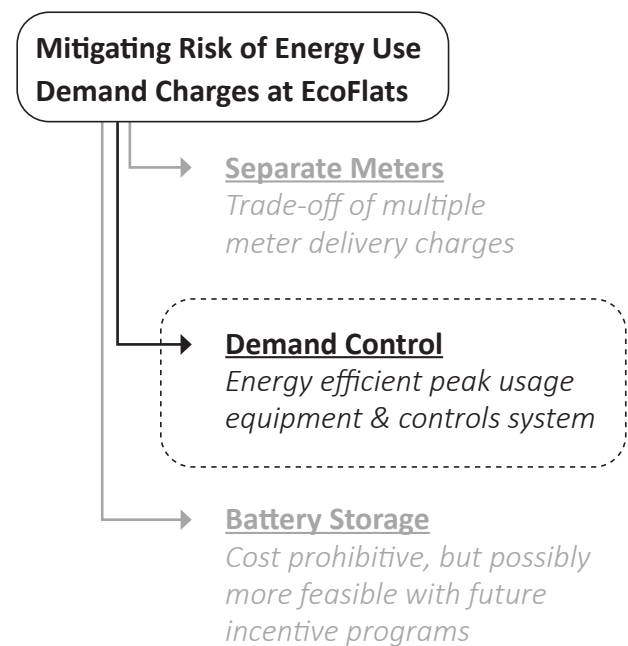 Mitigating Risk of Energy Use
Demand Charges at EcoFlats
Separate Meters
Trade-off of multiple
meter delivery charges
Demand Control
Energy efficient peak usage
equipment & controls system
Battery Storage
Cost prohibitive, but possibly
more feasible with future
incentive programs